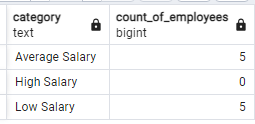 category count_of_employees
text bigint
Average Salary 5
High Salary 0
Low Salary 5